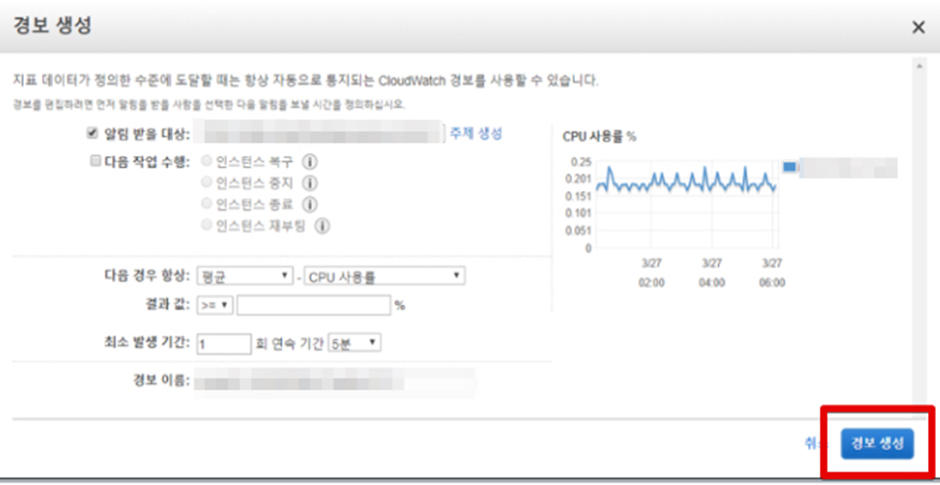 경보 생성
×
지표 데이터가 정의한 수준에 도달할 때는 항상 자동으로 통지되는 CloudWatch 경보를 사용할 수 있습니다.
경보를 편집하려면 먼저 알림을 받을 사람을 선택한 다음 알림을 보낼 시간을 정의하십시오.
알림 받을 대상: 주제 생성
다음 작업 수행: 인스턴스 복구 i
인스턴스 중지 i
인스턴스 종료 i
인스턴스 재부팅 i
다음 경우 항상: 평균 - CPU 사용률
결과 값: >= %
최소 발생 기간: 1 회 연속 기간 5분
경보 이름:
CPU 사용률 %
0.25
0.201
0.151
0.101
0.051
0
3/27 3/27 3/27
02:00 04:00 06:00
경보 생성